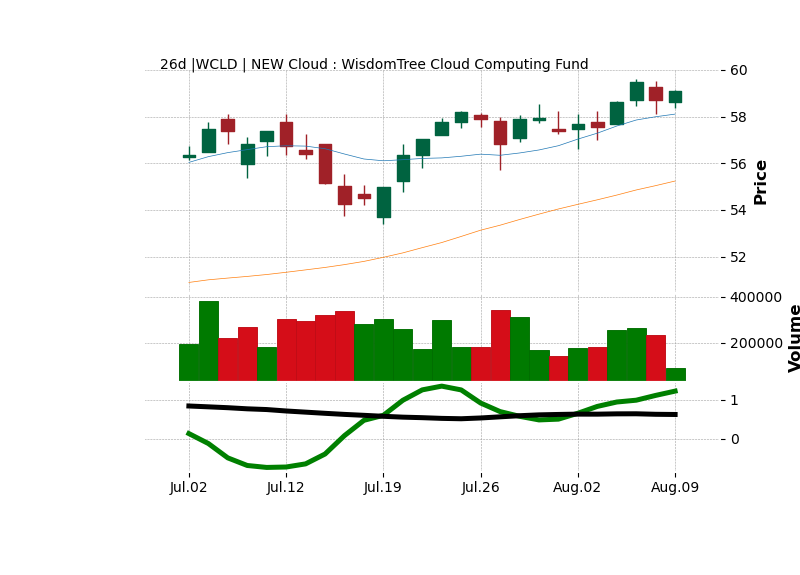 26d |WCLD | NEW Cloud : WisdomTree Cloud Computing Fund
60
58
56
54
52
Price
400000
200000
Volume
1
0
Jul.02 Jul.12 Jul.19 Jul.26 Aug.02 Aug.09